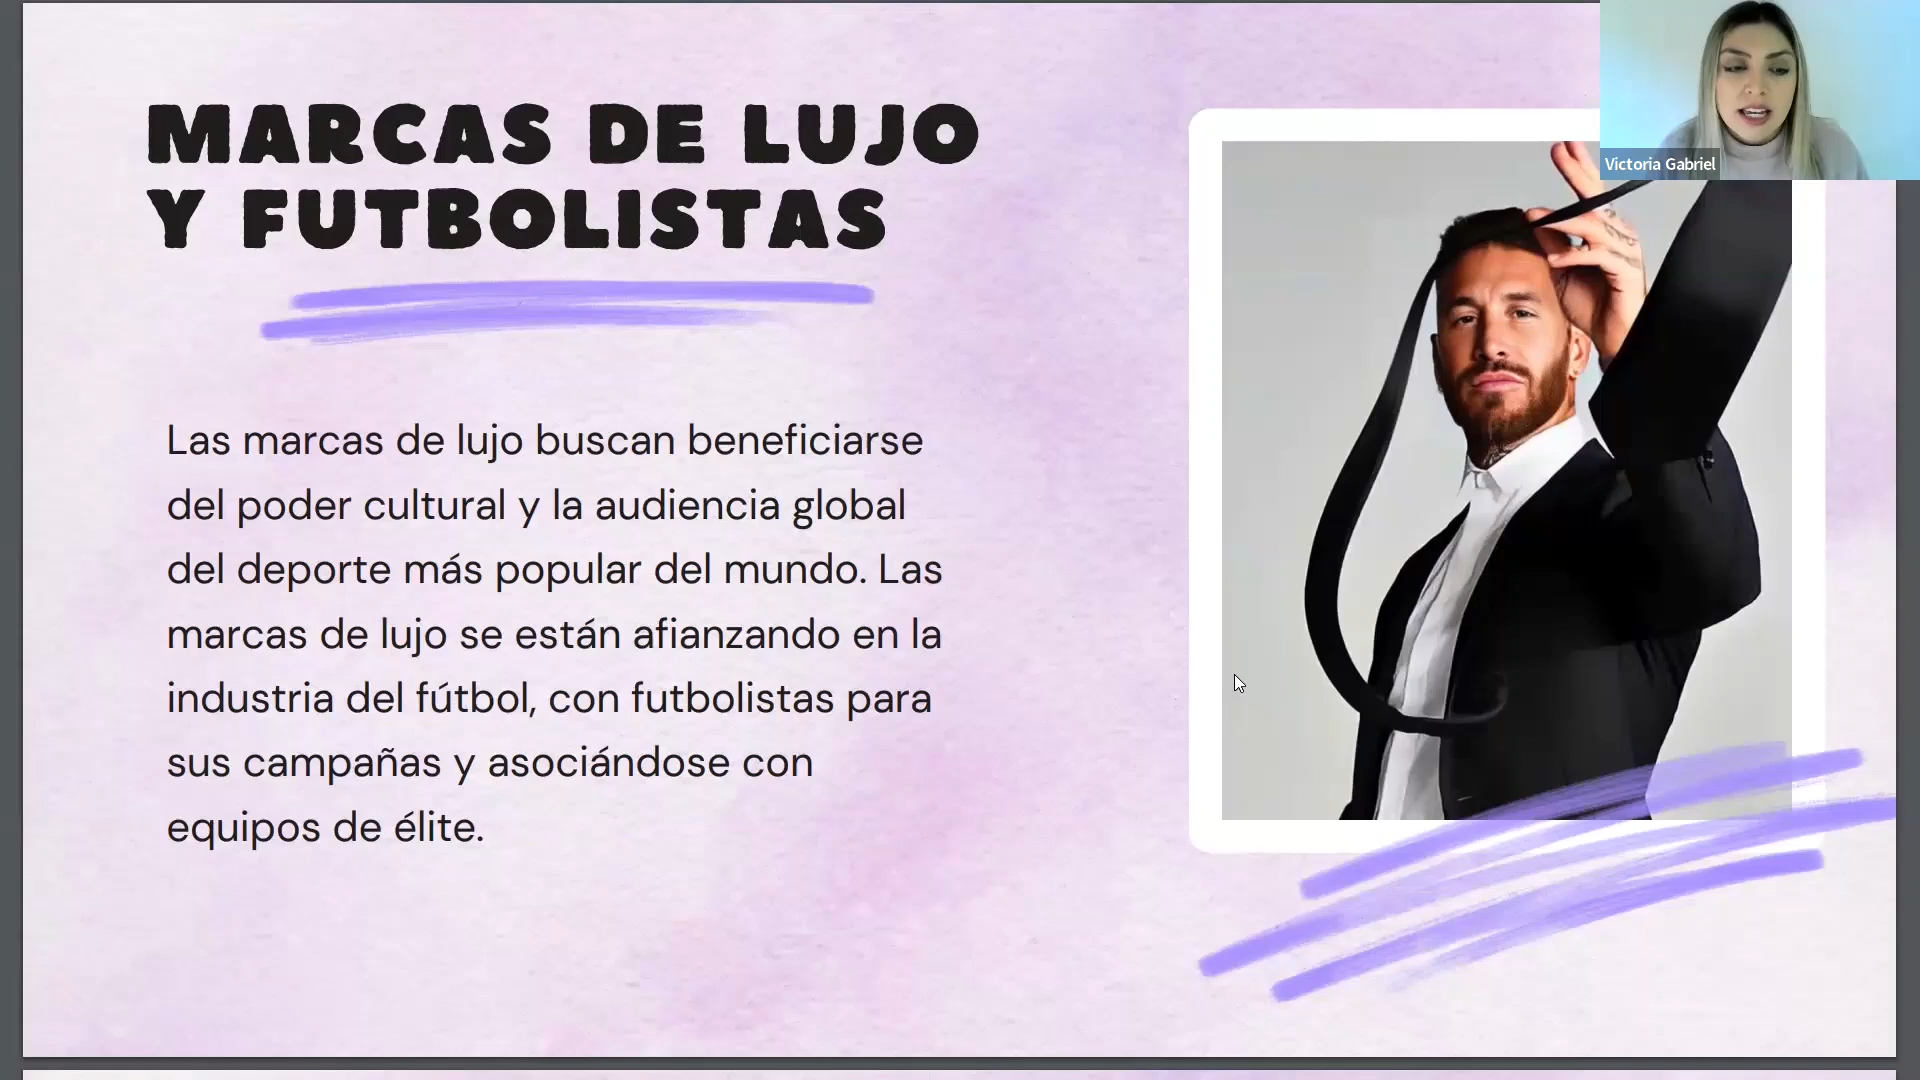 MARCAS DE LUJO
Y FUTBOLISTAS
Las marcas de lujo buscan beneficiarse
del poder cultural y la audiencia global
del deporte más popular del mundo. Las
marcas de lujo se están afianzando en la
industria del fútbol, con futbolistas para
sus campañas y asociándose con
equipos de élite.
Victoria Gabriel